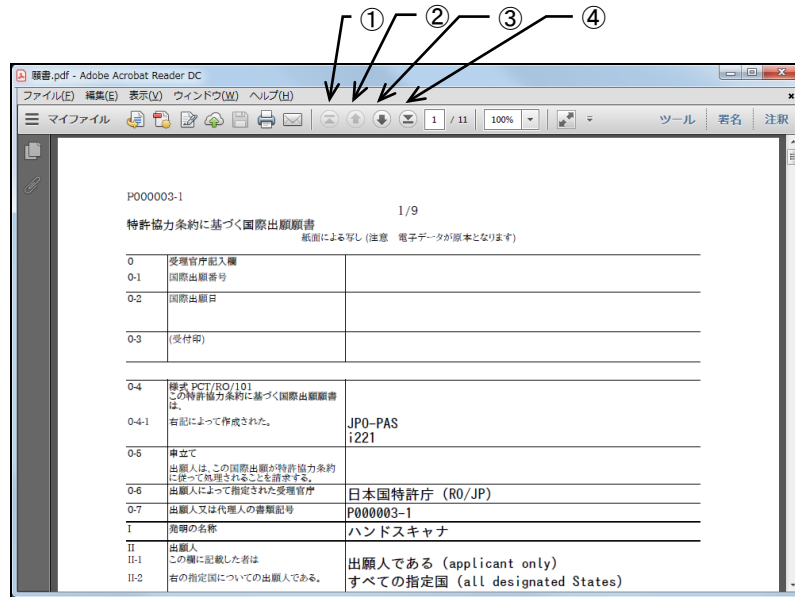 ① ② ③ ④
願書.pdf - Adobe Acrobat Reader DC
ファイル(F) 編集(E) 表示(V) ウィンドウ(W) ヘルプ(H)
マイファイル 1 / 11 100% ツール 署名 注釈
P000003-1
1/9
特許協力条約に基づく国際出願願書
紙面による写し(注意 電子データが原本となります)
0 受理官庁記入欄
0-1 国際出願番号
0-2 国際出願日
0-3 (受付印)
0-4 様式 PCT/RO/101
この特許協力条約に基づく国際出願願書
は、
0-4-1 右記によって作成された。 JPO-PAS
i221
0-5 申立て
出願人は、この国際出願が特許協力条約
に従って処理されることを請求する。
0-6 出願人によって指定された受理官庁 日本国特許庁 (RO/JP)
0-7 出願人又は代理人の書類記号 P000003-1
I 発明の名称 ハンドスキャナ
II 出願人
II-1 この欄に記載した者は 出願人である (applicant only)
II-2 右の指定国についての出願人である。 すべての指定国 (all designated States)